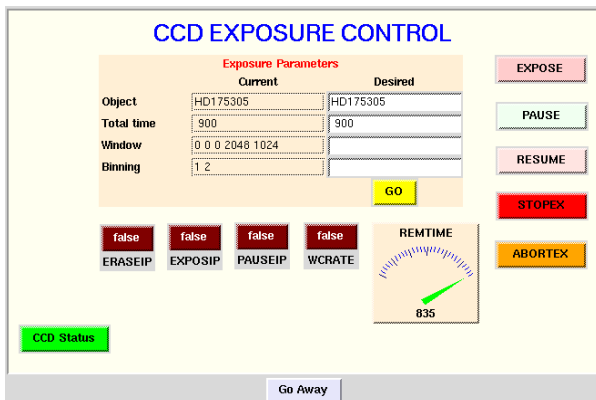 CCD EXPOSURE CONTROL
Exposure Parameters
Current Desired
Object HD175305 HD175305
Total time 900 900
Window 0 0 0 2048 1024
Binning 1 2
GO
EXPOSE
PAUSE
RESUME
STOPEX
ABORTEX
false false false false
ERASEIP EXPOSIP PAUSEIP WCRATE
REMTIME
835
CCD Status
Go Away